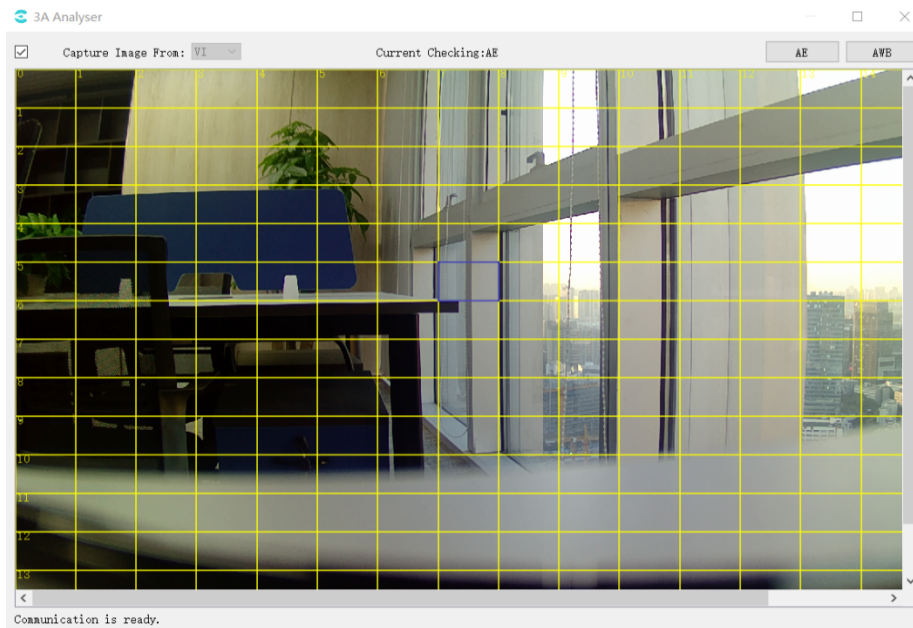 3A Analyser
Capture Image From: VI
Current Checking:AE
AE
AWB
0 1 2 3 4 5 6 7 8 9 10 11 12 13 14
1
2
3
4
5
6
7
8
9
10
11
12
13
Communication is ready.